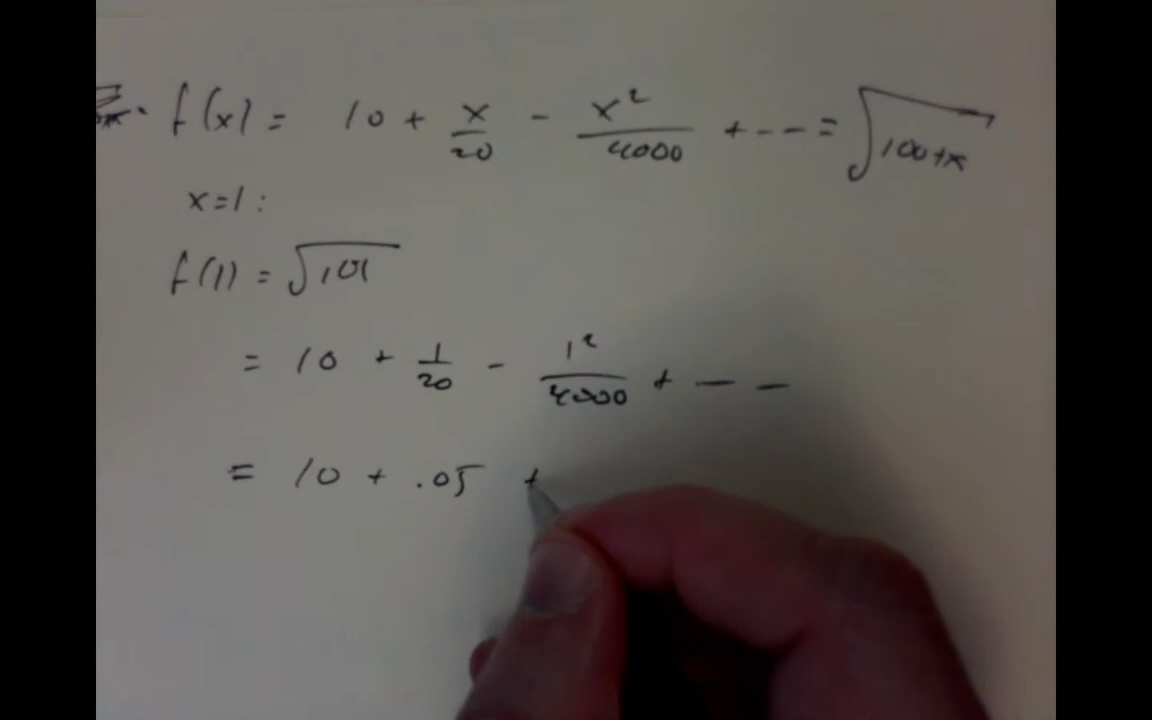 f(x) = 10 + x/20 - x²/4000 + --- = √(100+x)
x=1:
f(1) = √101
= 10 + 1/20 - 1²/4000 + - -
= 10 + .05 +